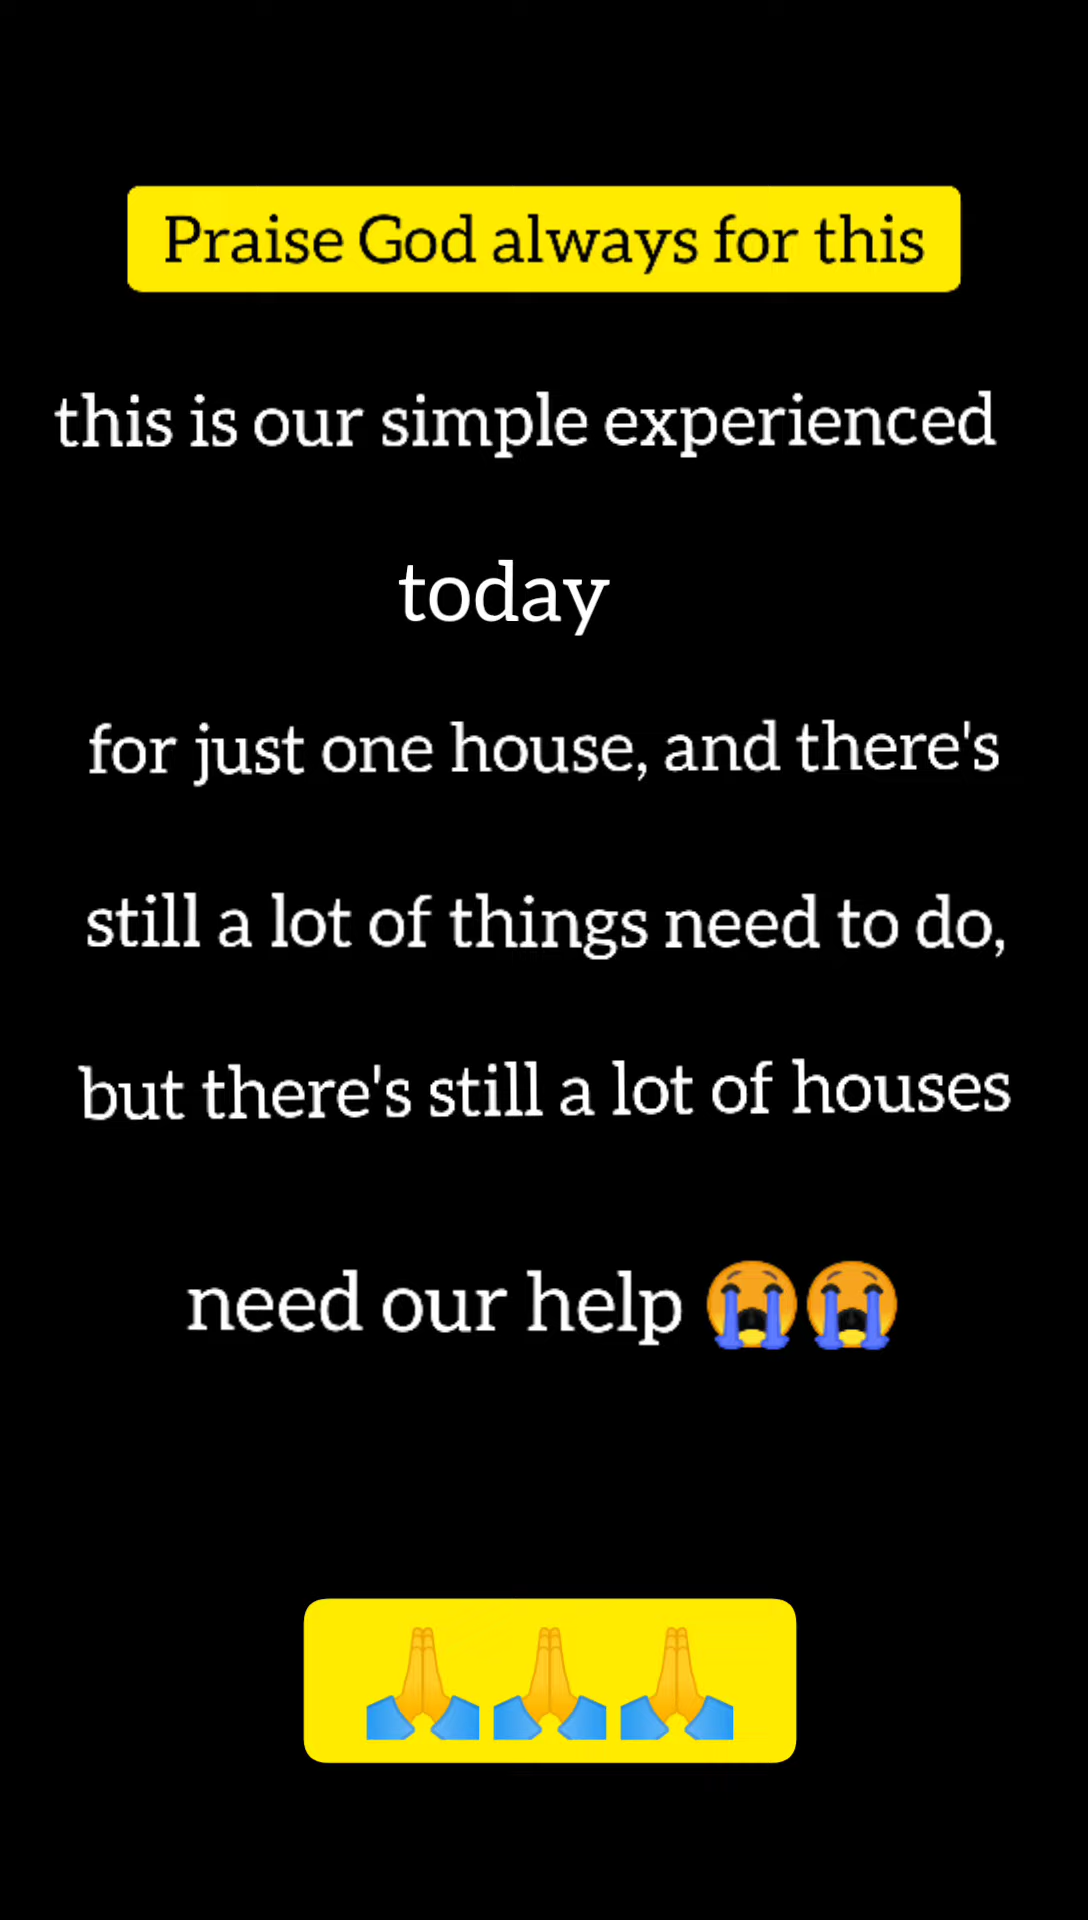 Praise God always for this
this is our simple experienced
today
for just one house, and there's
still a lot of things need to do,
but there's still a lot of houses
need our help 😭😭
🙏🙏🙏